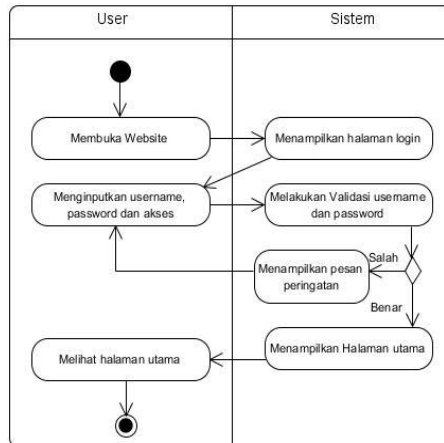 User
Sistem
Membuka Website
Menampilkan halaman login
Menginputkan username,
password dan akses
Melakukan Validasi username
dan password
Salah
Menampilkan pesan
peringatan
Benar
Menampilkan Halaman utama
Melihat halaman utama